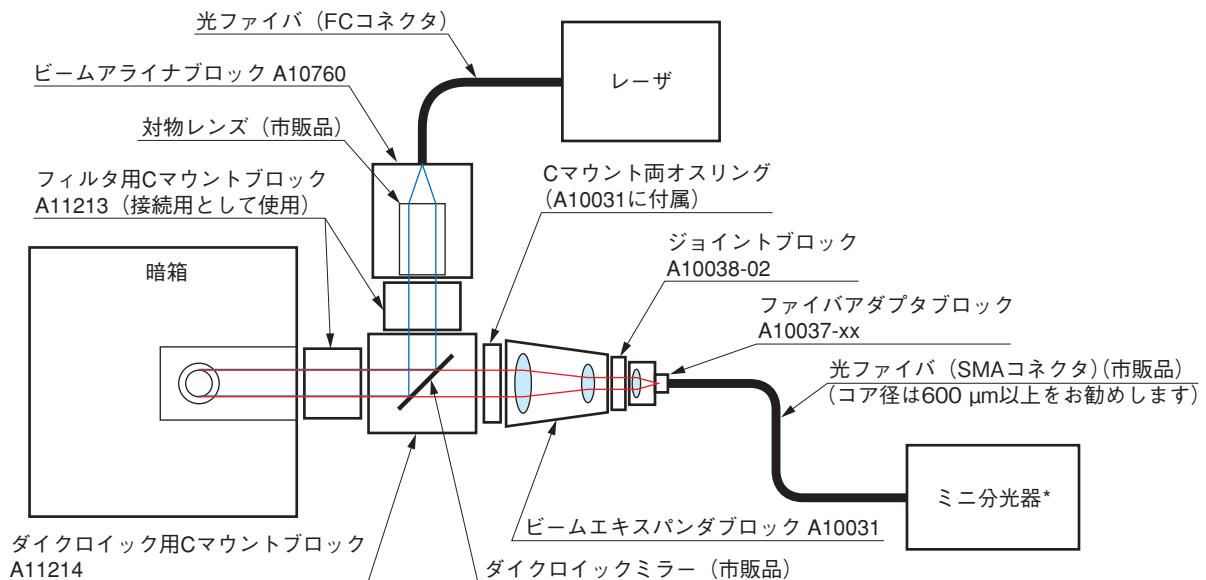 光ファイバ（FCコネクタ）
レーザ
ビームアライナブロック A10760
対物レンズ（市販品）
フィルタ用Cマウントブロック
A11213（接続用として使用）
Cマウント両オスリング
（A10031に付属）
ジョイントブロック
A10038-02
暗箱
ファイバアダプタブロック
A10037-xx
光ファイバ（SMAコネクタ）（市販品）
（コア径は600 µm以上をお勧めします）
ミニ分光器*
ビームエキスパンダブロック A10031
ダイクロイック用Cマウントブロック
A11214
ダイクロイックミラー（市販品）